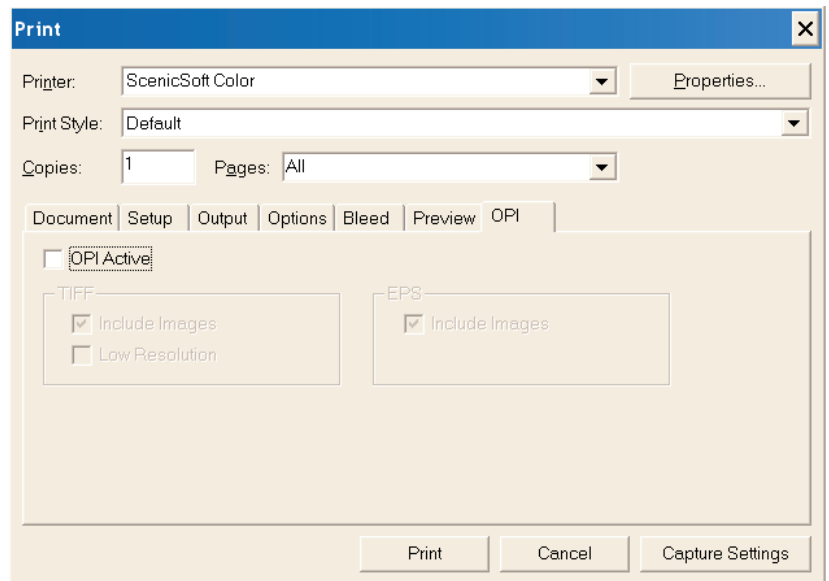 Print
Printer: ScenicSoft Color Properties...
Print Style: Default
Copies: 1 Pages: All
Document Setup Output Options Bleed Preview OPI
OPI Active
TIFF EPS
Include Images Include Images
Low Resolution
Print Cancel Capture Settings